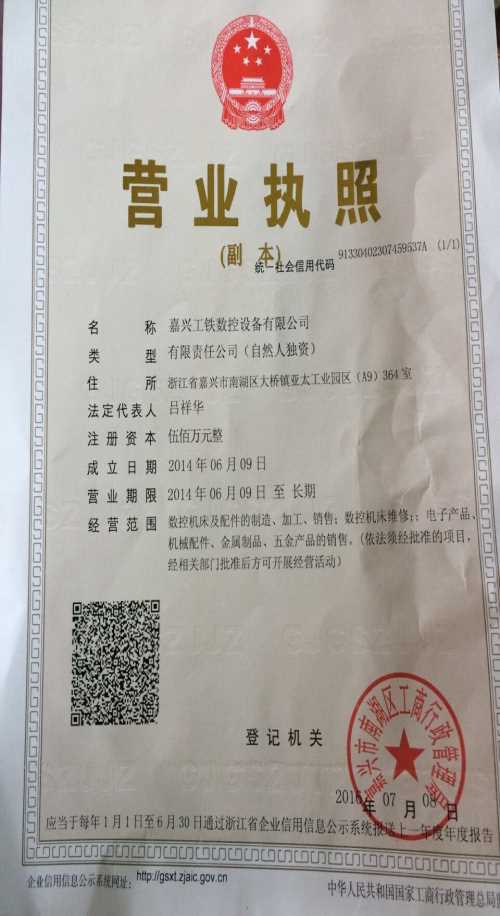 营业执照
(副 本)
统一社会信用代码 91330402307459537A (1/1)
名 称 嘉兴工铁数控设备有限公司
类 型 有限责任公司（自然人独资）
住 所 浙江省嘉兴市南湖区大桥镇亚太工业园区（A9）364室
法定代表人 吕祥华
注册资本 伍佰万元整
成立日期 2014年06月09日
营业期限 2014年06月09日 至 长期
经营范围 数控机床及配件的制造、加工、销售；数控机床维修；；电子产品、
机械配件、金属制品、五金产品的销售。（依法须经批准的项目，
经相关部门批准后方可开展经营活动）
登记机关
嘉兴市南湖区工商行政管理局
2016年 07月 08日
应当于每年1月1日至6月30日通过浙江省企业信用信息公示系统报送上一年度年度报告
企业信用信息公示系统网址: http://gsxt.zjaic.gov.cn
中华人民共和国国家工商行政管理总局